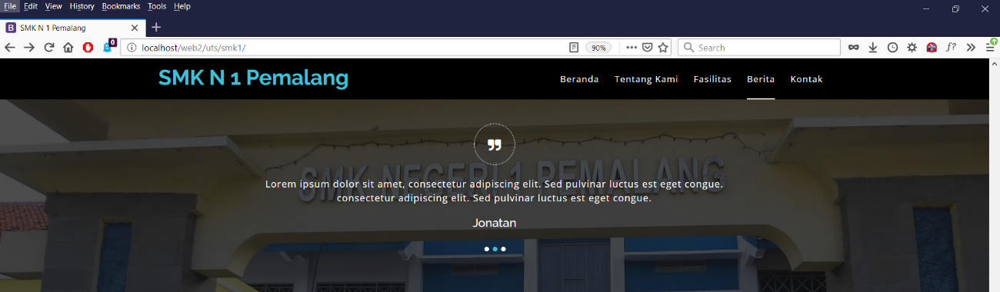 File Edit View History Bookmarks Tools Help
SMK N 1 Pemalang
0
localhost/web2/uts/smk1/
90%
Search
f?
SMK N 1 Pemalang
Beranda Tentang Kami Fasilitas Berita Kontak
SMK NEGERI 1 PEMALANG
Lorem ipsum dolor sit amet, consectetur adipiscing elit. Sed pulvinar luctus est eget congue.
consectetur adipiscing elit. Sed pulvinar luctus est eget congue.
Jonatan